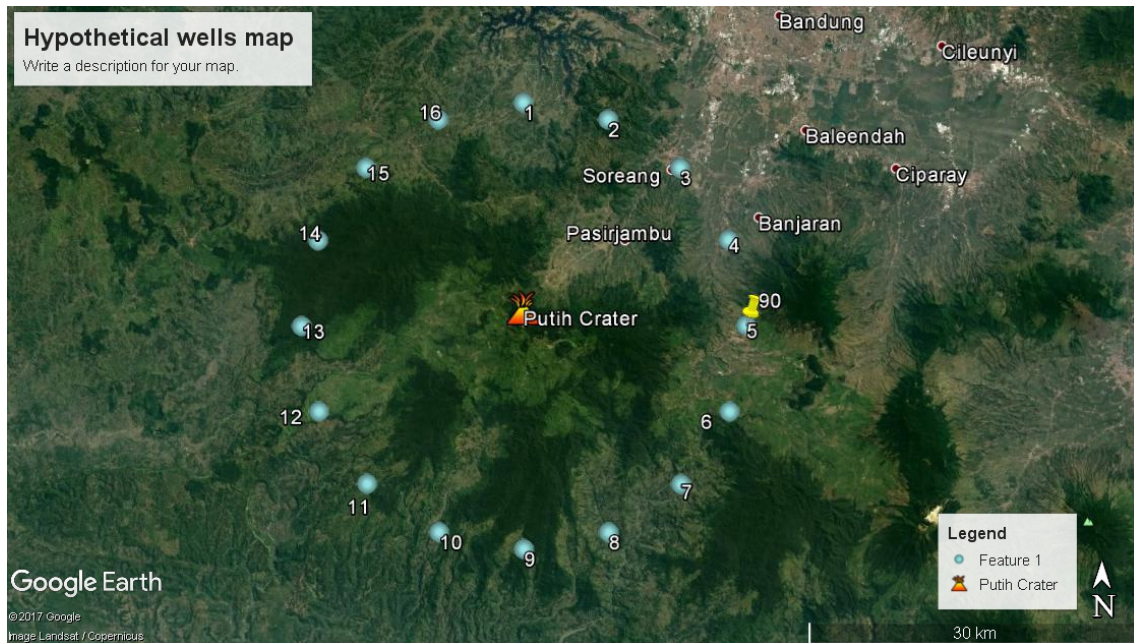 Hypothetical wells map
Write a description for your map.
Bandung
Cileunyi
16
1
2
Baleendah
15
Soreang
3
Ciparay
14
Pasirjambu
4
Banjaran
90
Putih Crater
13
5
12
6
11
7
10
9
8
Legend
Feature 1
Putih Crater
Google Earth
© 2017 Google
Image Landsat / Copernicus
N
30 km